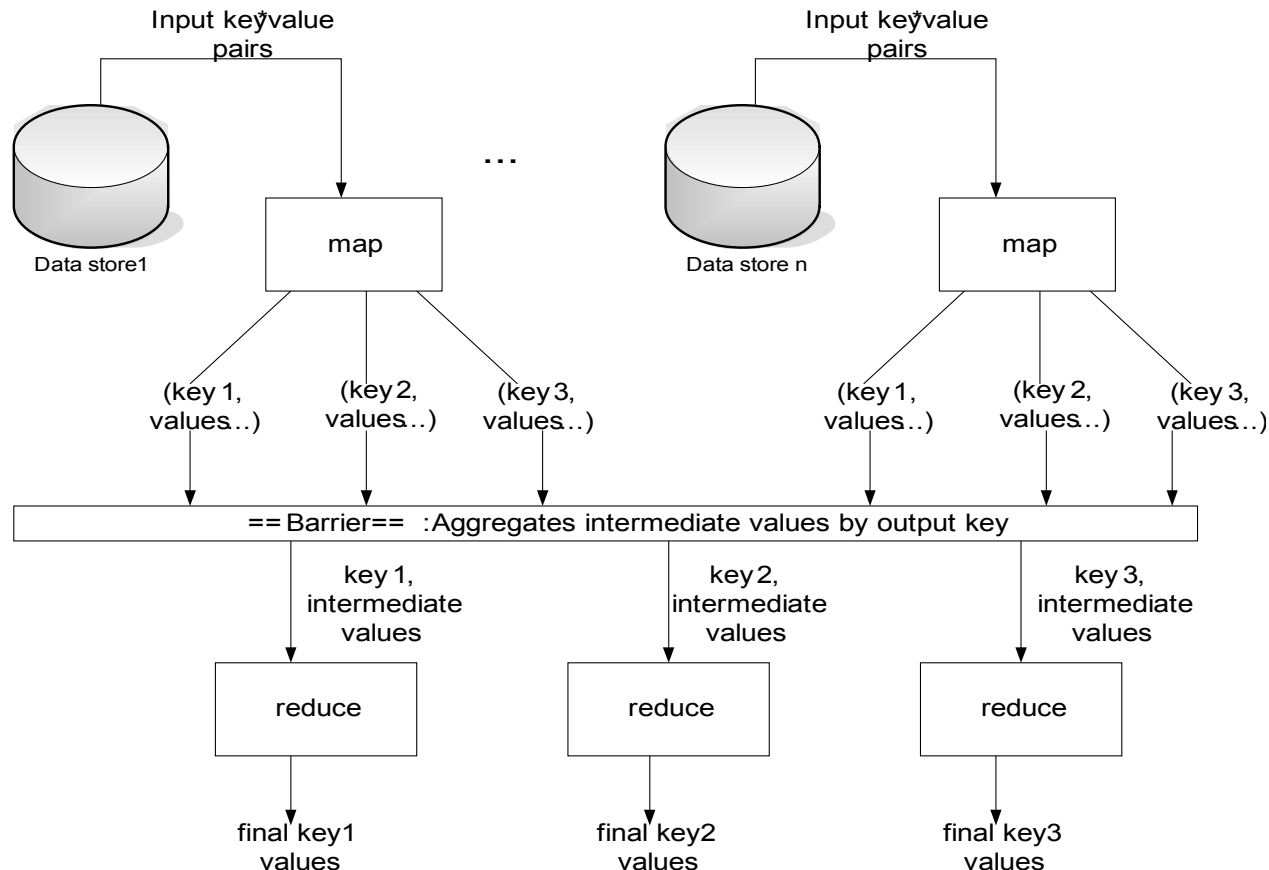 Input key*value
pairs
Input key*value
pairs
...
map
map
Data store1
Data store n
(key 1,
values...)
(key 2,
values...)
(key 3,
values...)
(key 1,
values...)
(key 2,
values...)
(key 3,
values...)
== Barrier== : Aggregates intermediate values by output key
key 1,
intermediate
values
key 2,
intermediate
values
key 3,
intermediate
values
reduce
reduce
reduce
final key1
values
final key2
values
final key3
values